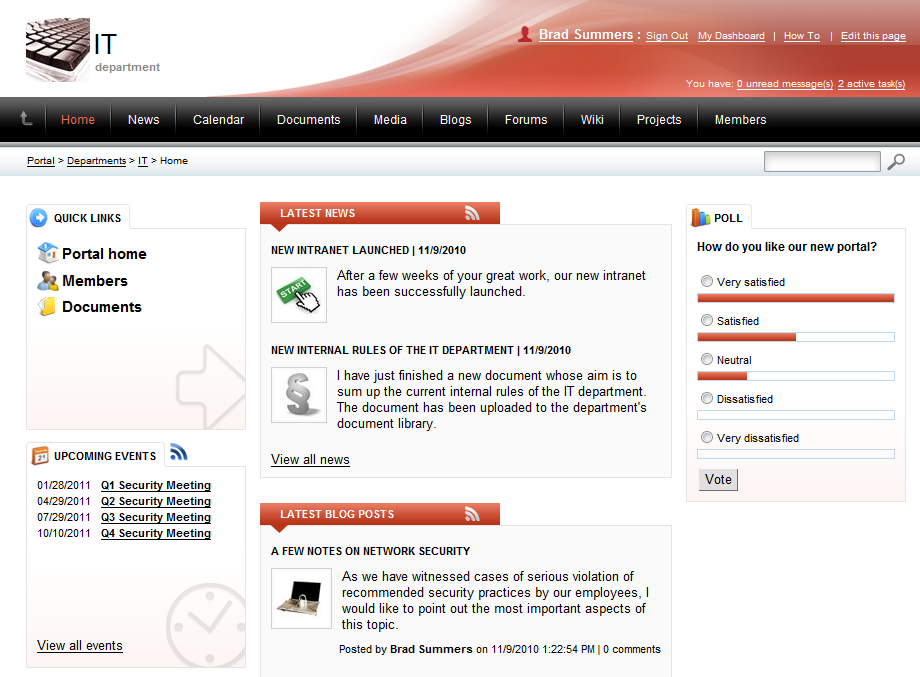 IT
department
Brad Summers : Sign Out My Dashboard | How To | Edit this page
You have: 0 unread message(s) 2 active task(s)
Home News Calendar Documents Media Blogs Forums Wiki Projects Members
Portal > Departments > IT > Home
QUICK LINKS
Portal home
Members
Documents
UPCOMING EVENTS
01/28/2011 Q1 Security Meeting
04/29/2011 Q2 Security Meeting
07/29/2011 Q3 Security Meeting
10/10/2011 Q4 Security Meeting
View all events
LATEST NEWS
NEW INTRANET LAUNCHED | 11/9/2010
START
After a few weeks of your great work, our new intranet
has been successfully launched.
NEW INTERNAL RULES OF THE IT DEPARTMENT | 11/9/2010
§
I have just finished a new document whose aim is to
sum up the current internal rules of the IT department.
The document has been uploaded to the department's
document library.
View all news
LATEST BLOG POSTS
A FEW NOTES ON NETWORK SECURITY
As we have witnessed cases of serious violation of
recommended security practices by our employees, I
would like to point out the most important aspects of
this topic.
Posted by Brad Summers on 11/9/2010 1:22:54 PM | 0 comments
POLL
How do you like our new portal?
Very satisfied
Satisfied
Neutral
Dissatisfied
Very dissatisfied
Vote